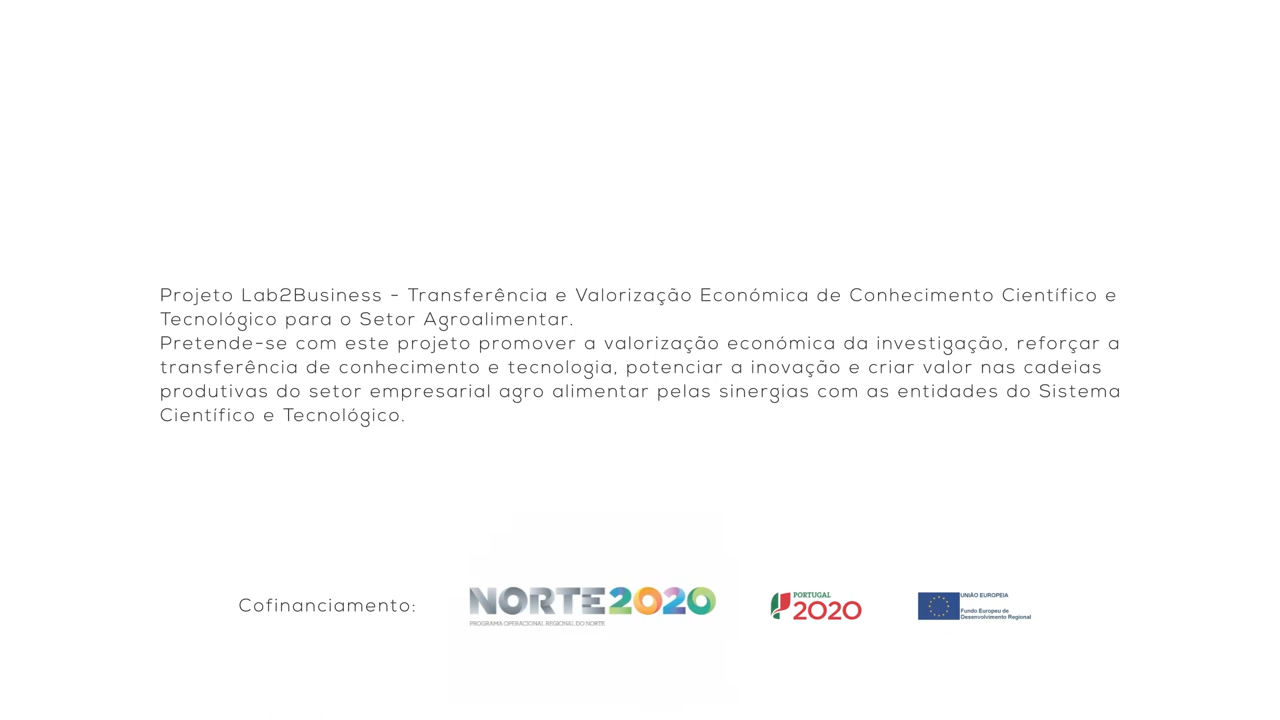 Projeto Lab2Business - Transferência e Valorização Económica de Conhecimento Científico e
Tecnológico para o Setor Agroalimentar.
Pretende-se com este projeto promover a valorização económica da investigação, reforçar a
transferência de conhecimento e tecnologia, potenciar a inovação e criar valor nas cadeias
produtivas do setor empresarial agro alimentar pelas sinergias com as entidades do Sistema
Científico e Tecnológico.
Cofinanciamento:
NORTE2020
PROGRAMA OPERACIONAL REGIONAL DO NORTE
PORTUGAL
2020
UNIÃO EUROPEIA
Fundo Europeu de
Desenvolvimento Regional